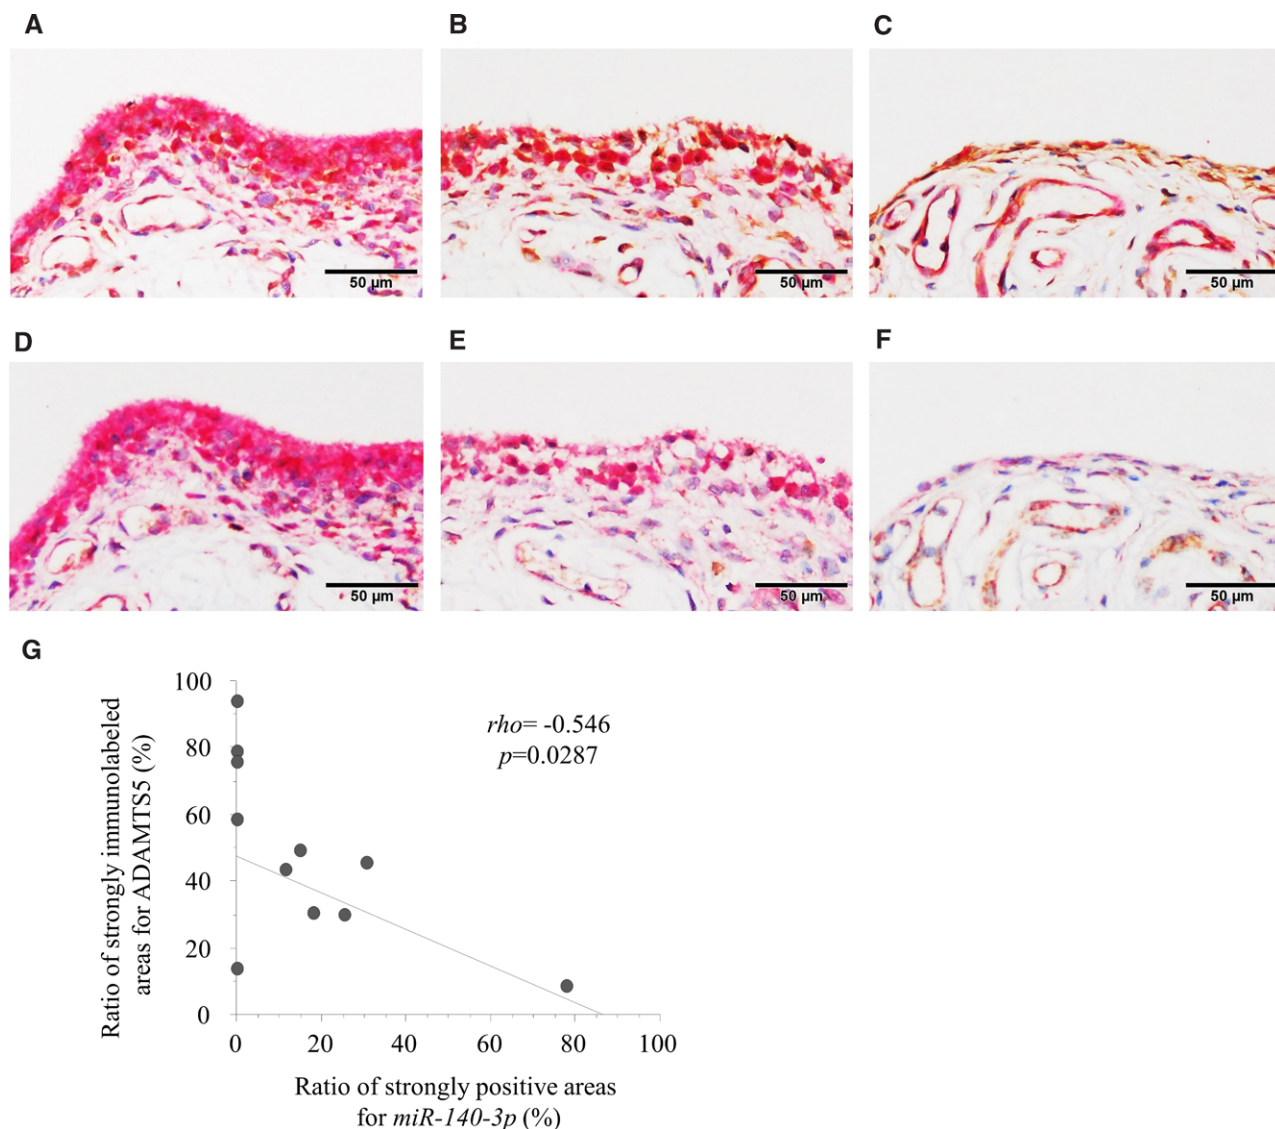 A
B
C
50 µm
50 µm
50 µm
D
E
F
50 µm
50 µm
50 µm
G
Ratio of strongly immunolabeled
areas for ADAMTS5 (%)
100
80
60
40
20
0
rho= -0.546
p=0.0287
0 20 40 60 80 100
Ratio of strongly positive areas
for miR-140-3p (%)